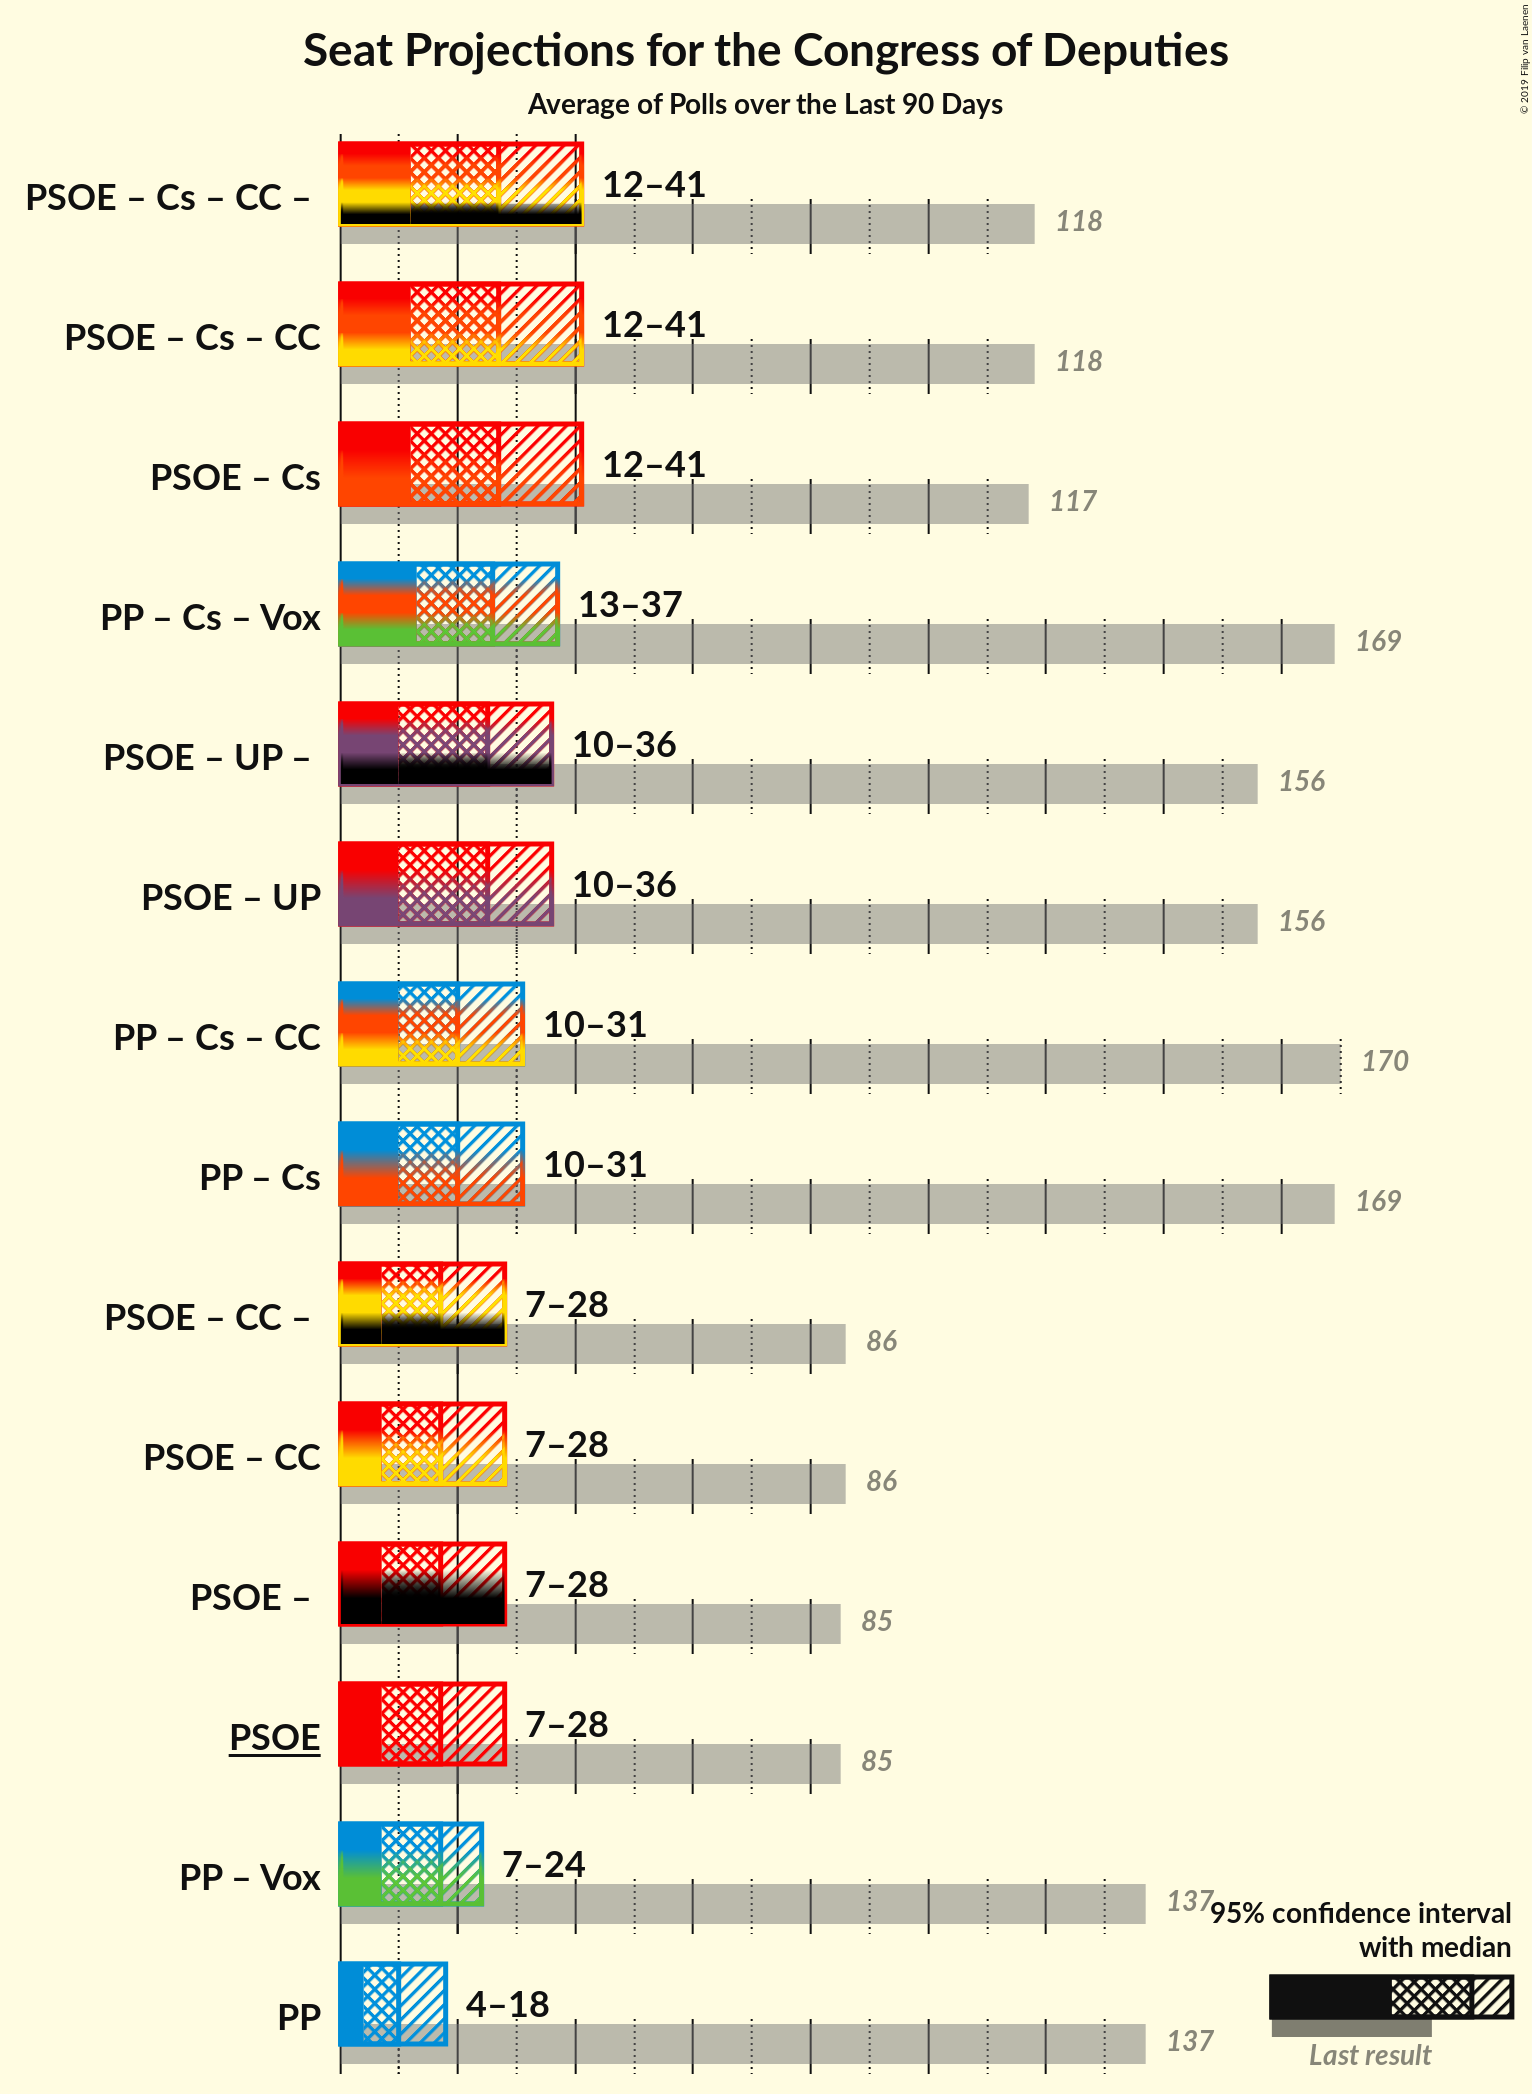 Seat Projections for the Congress of Deputies
Average of Polls over the Last 90 Days
© 2019 Filip van Laenen
PSOE – Cs – CC –
12–41
118
PSOE – Cs – CC
12–41
118
PSOE – Cs
12–41
117
PP – Cs – Vox
13–37
169
PSOE – UP –
10–36
156
PSOE – UP
10–36
156
PP – Cs – CC
10–31
170
PP – Cs
10–31
169
PSOE – CC –
7–28
86
PSOE – CC
7–28
86
PSOE –
7–28
85
PSOE
7–28
85
PP – Vox
7–24
137
PP
4–18
137
95% confidence interval
with median
Last result